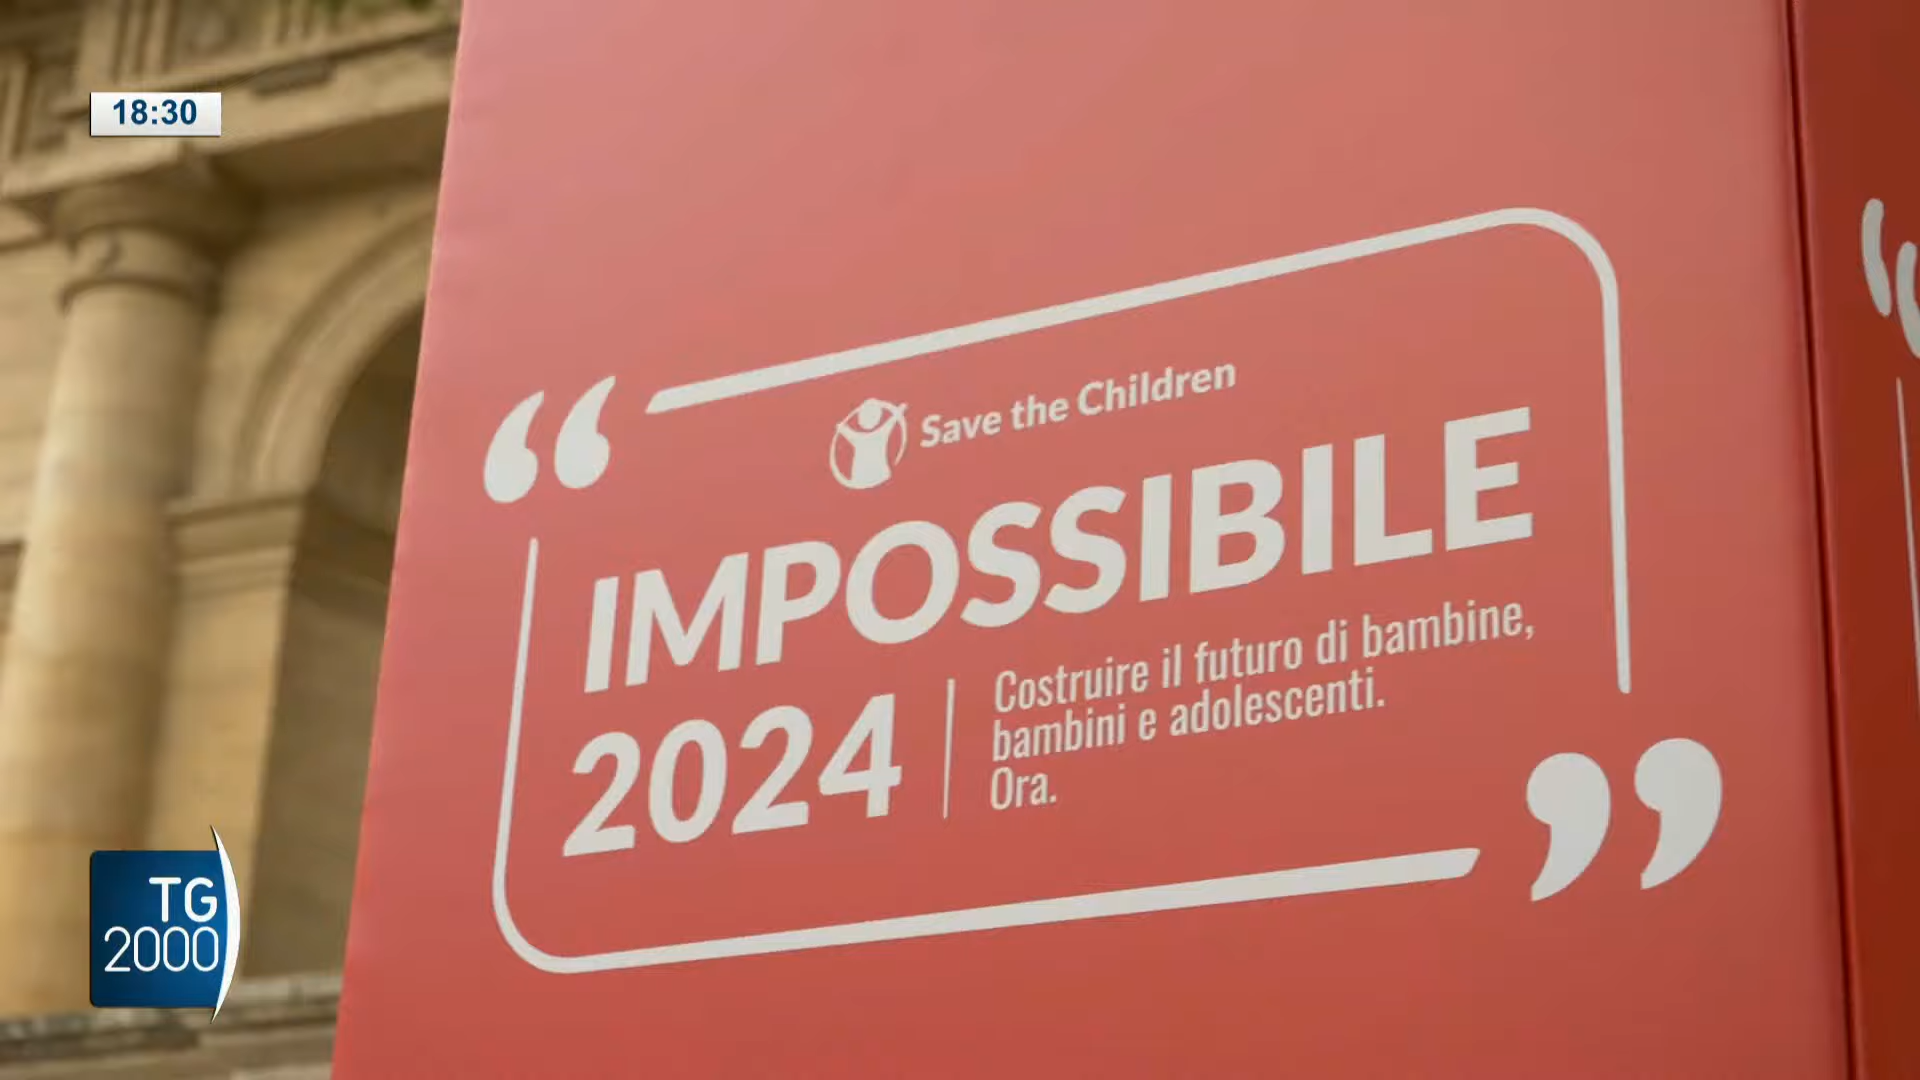 18:30
“
Save the Children
IMPOSSIBILE
2024
Costruire il futuro di bambine,
bambini e adolescenti.
Ora.
”
TG
2000